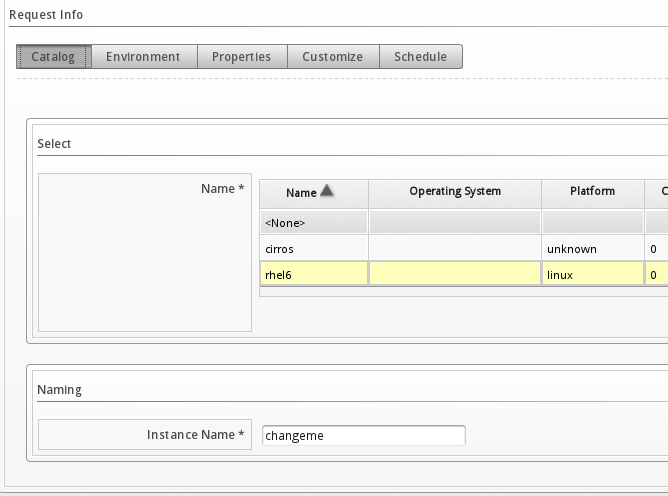 Request Info
Catalog Environment Properties Customize Schedule
Select
Name *
Name Operating System Platform
<None>
cirros unknown 0
rhel6 linux 0
Naming
Instance Name * changeme